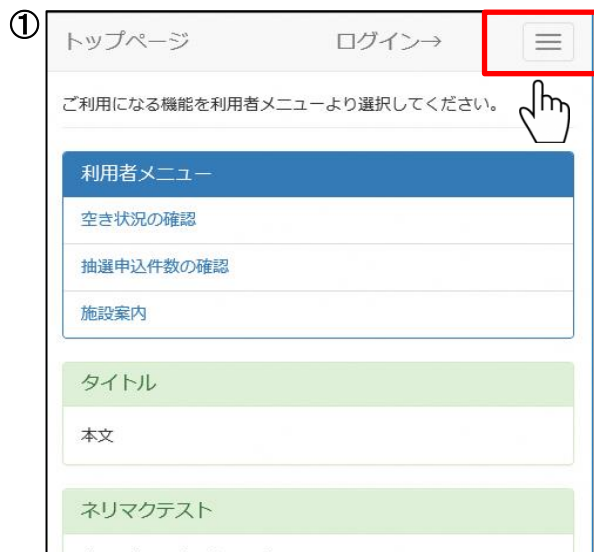 ①
トップページ ログイン→
ご利用になる機能を利用者メニューより選択してください。
利用者メニュー
空き状況の確認
抽選申込件数の確認
施設案内
タイトル
本文
ネリマクテスト